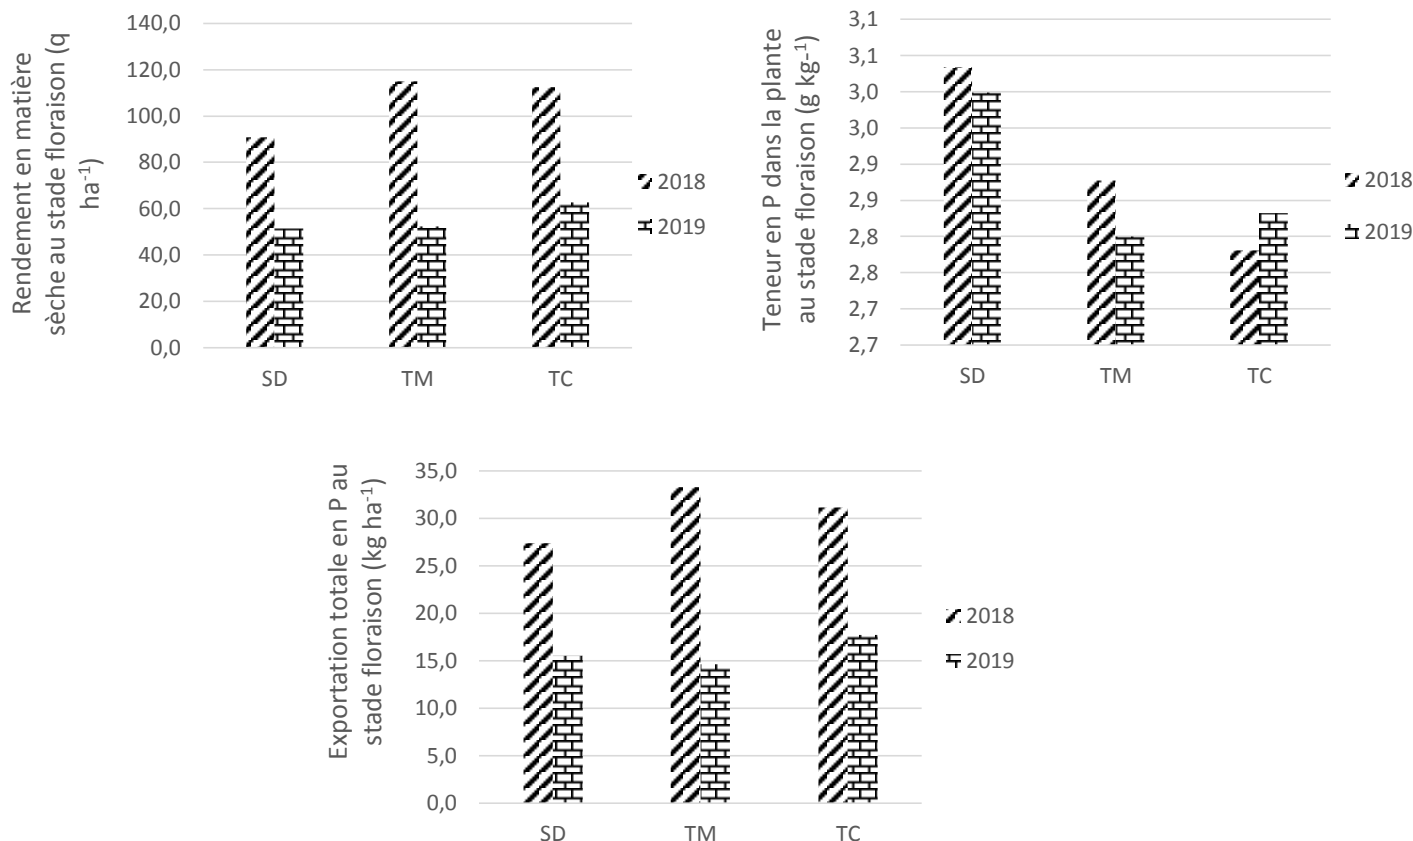 Rendement en matière
sèche au stade floraison (q
ha⁻¹)
140,0
120,0
100,0
80,0
60,0
40,0
20,0
0,0
SD
TM
TC
2018
2019
Teneur en P dans la plante
au stade floraison (g kg-¹)
3,1
3,1
3,0
3,0
2,9
2,9
2,8
2,8
2,7
2,7
SD
TM
TC
2018
2019
Exportation totale en P au
stade floraison (kg ha⁻¹)
35,0
30,0
25,0
20,0
15,0
10,0
5,0
0,0
SD
TM
TC
2018
2019